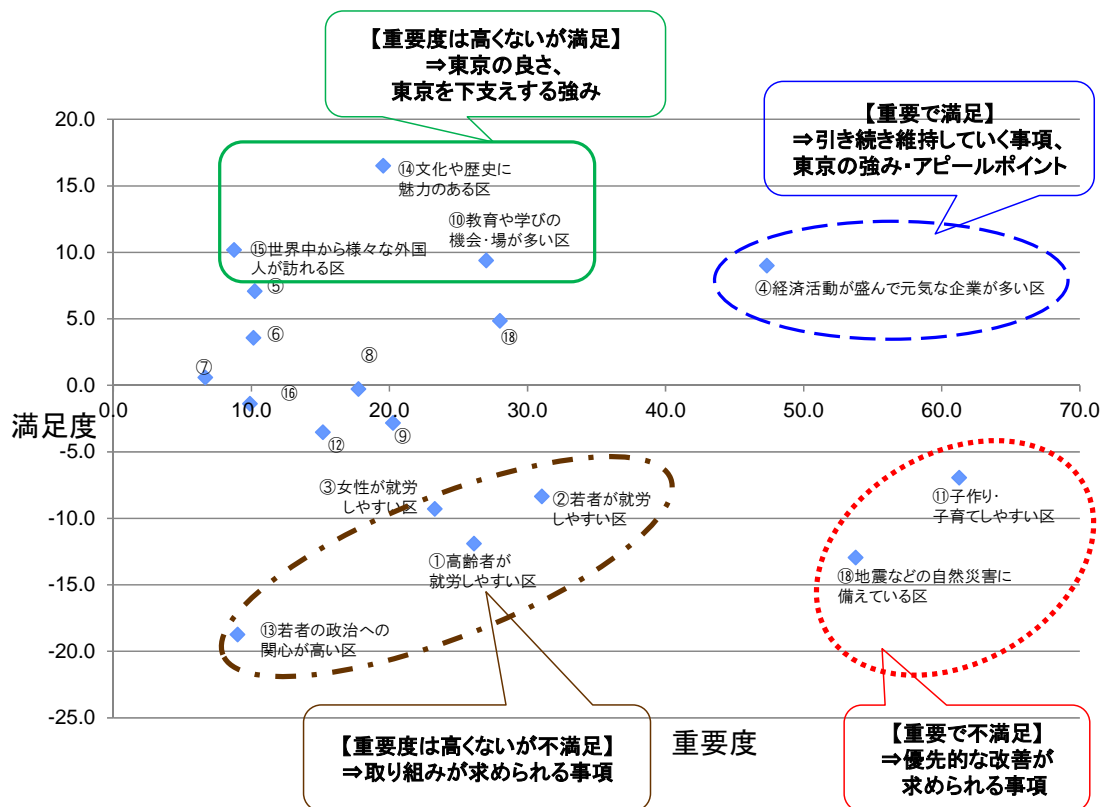 【重要度は高くないが満足】
⇒東京の良さ、
東京を下支えする強み
【重要で満足】
⇒引き続き維持していく事項、
東京の強み・アピールポイント
20.0
15.0
10.0
5.0
0.0
-5.0
-10.0
-15.0
-20.0
-25.0
満足度
0.0
10.0
20.0
30.0
40.0
50.0
60.0
70.0
重要度
⑭文化や歴史に
魅力のある区
⑩教育や学びの
機会・場が多い区
⑮世界中から様々な外国
人が訪れる区
④経済活動が盛んで元気な企業が多い区
⑤
⑥
⑱
⑧
⑦
⑯
⑫
⑨
③女性が就労
しやすい区
②若者が就労
しやすい区
①高齢者が
就労しやすい区
⑬若者の政治への
関心が高い区
⑪子作り・
子育てしやすい区
⑱地震などの自然災害に
備えている区
【重要度は高くないが不満足】
⇒取り組みが求められる事項
【重要で不満足】
⇒優先的な改善が
求められる事項